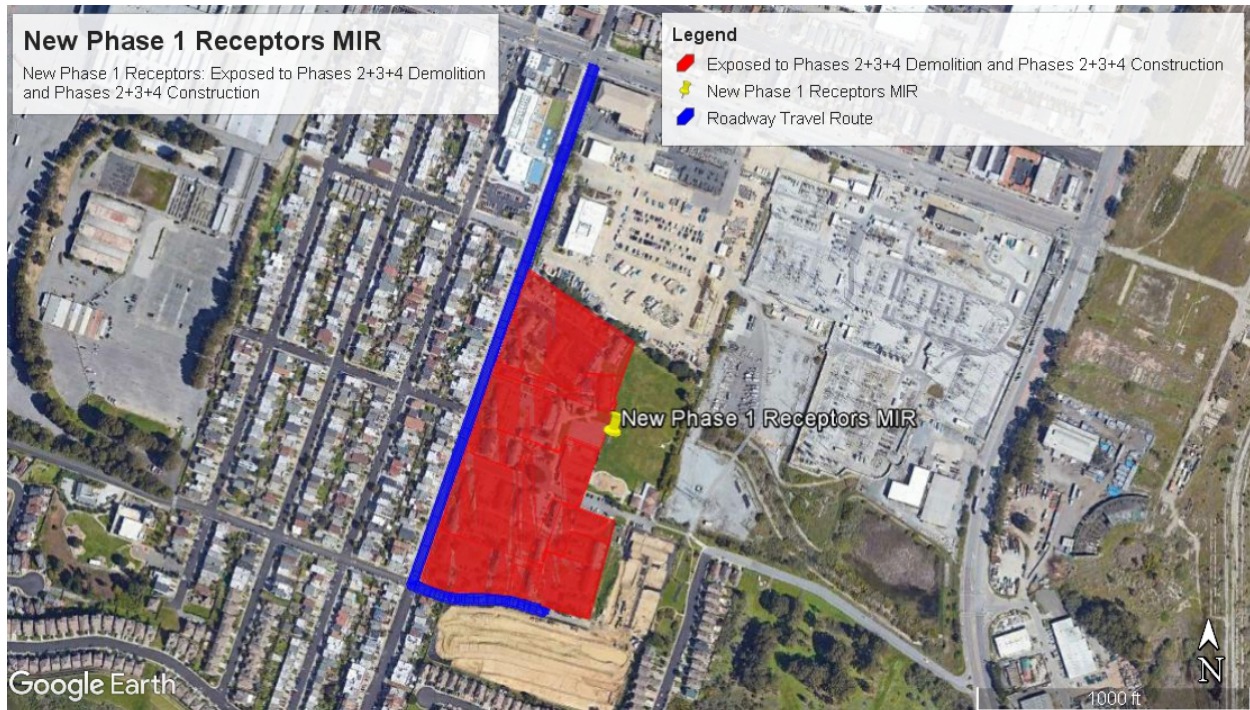 New Phase 1 Receptors MIR
New Phase 1 Receptors: Exposed to Phases 2+3+4 Demolition
and Phases 2+3+4 Construction
Legend
Exposed to Phases 2+3+4 Demolition and Phases 2+3+4 Construction
New Phase 1 Receptors MIR
Roadway Travel Route
New Phase 1 Receptors MIR
Google Earth
N
1000 ft